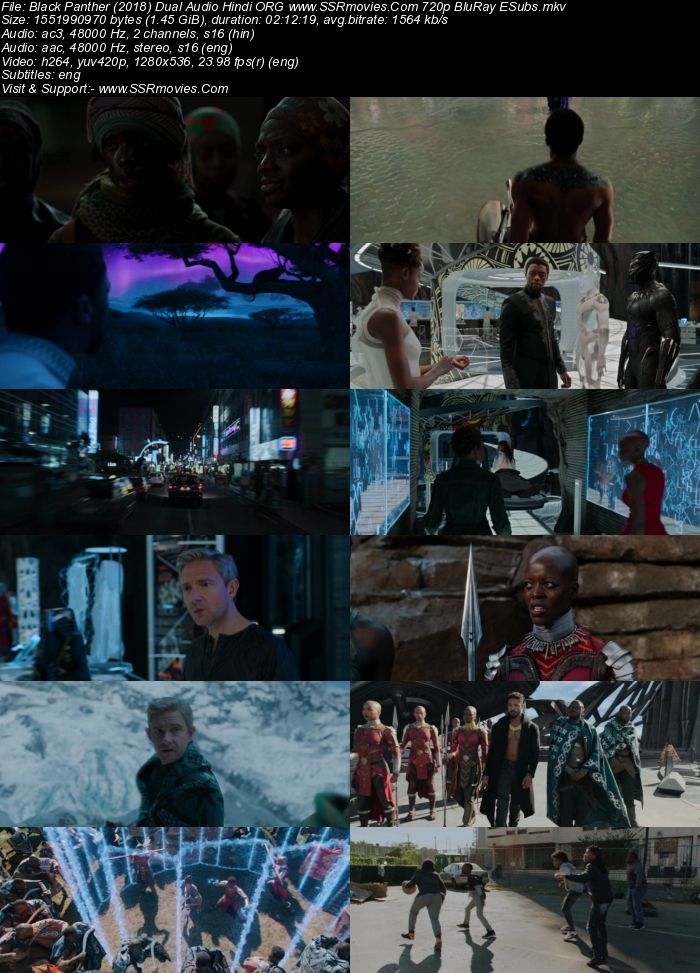 File: Black Panther (2018) Dual Audio Hindi ORG www.SSRmovies.Com 720p BluRay ESubs.mkv
Size: 1551990970 bytes (1.45 GiB), duration: 02:12:19, avg.bitrate: 1564 kb/s
Audio: ac3, 48000 Hz, 2 channels, s16 (hin)
Audio: aac, 48000 Hz, stereo, s16 (eng)
Video: h264, yuv420p, 1280x536, 23.98 fps(r) (eng)
Subtitles: eng
Visit & Support:- www.SSRmovies.Com